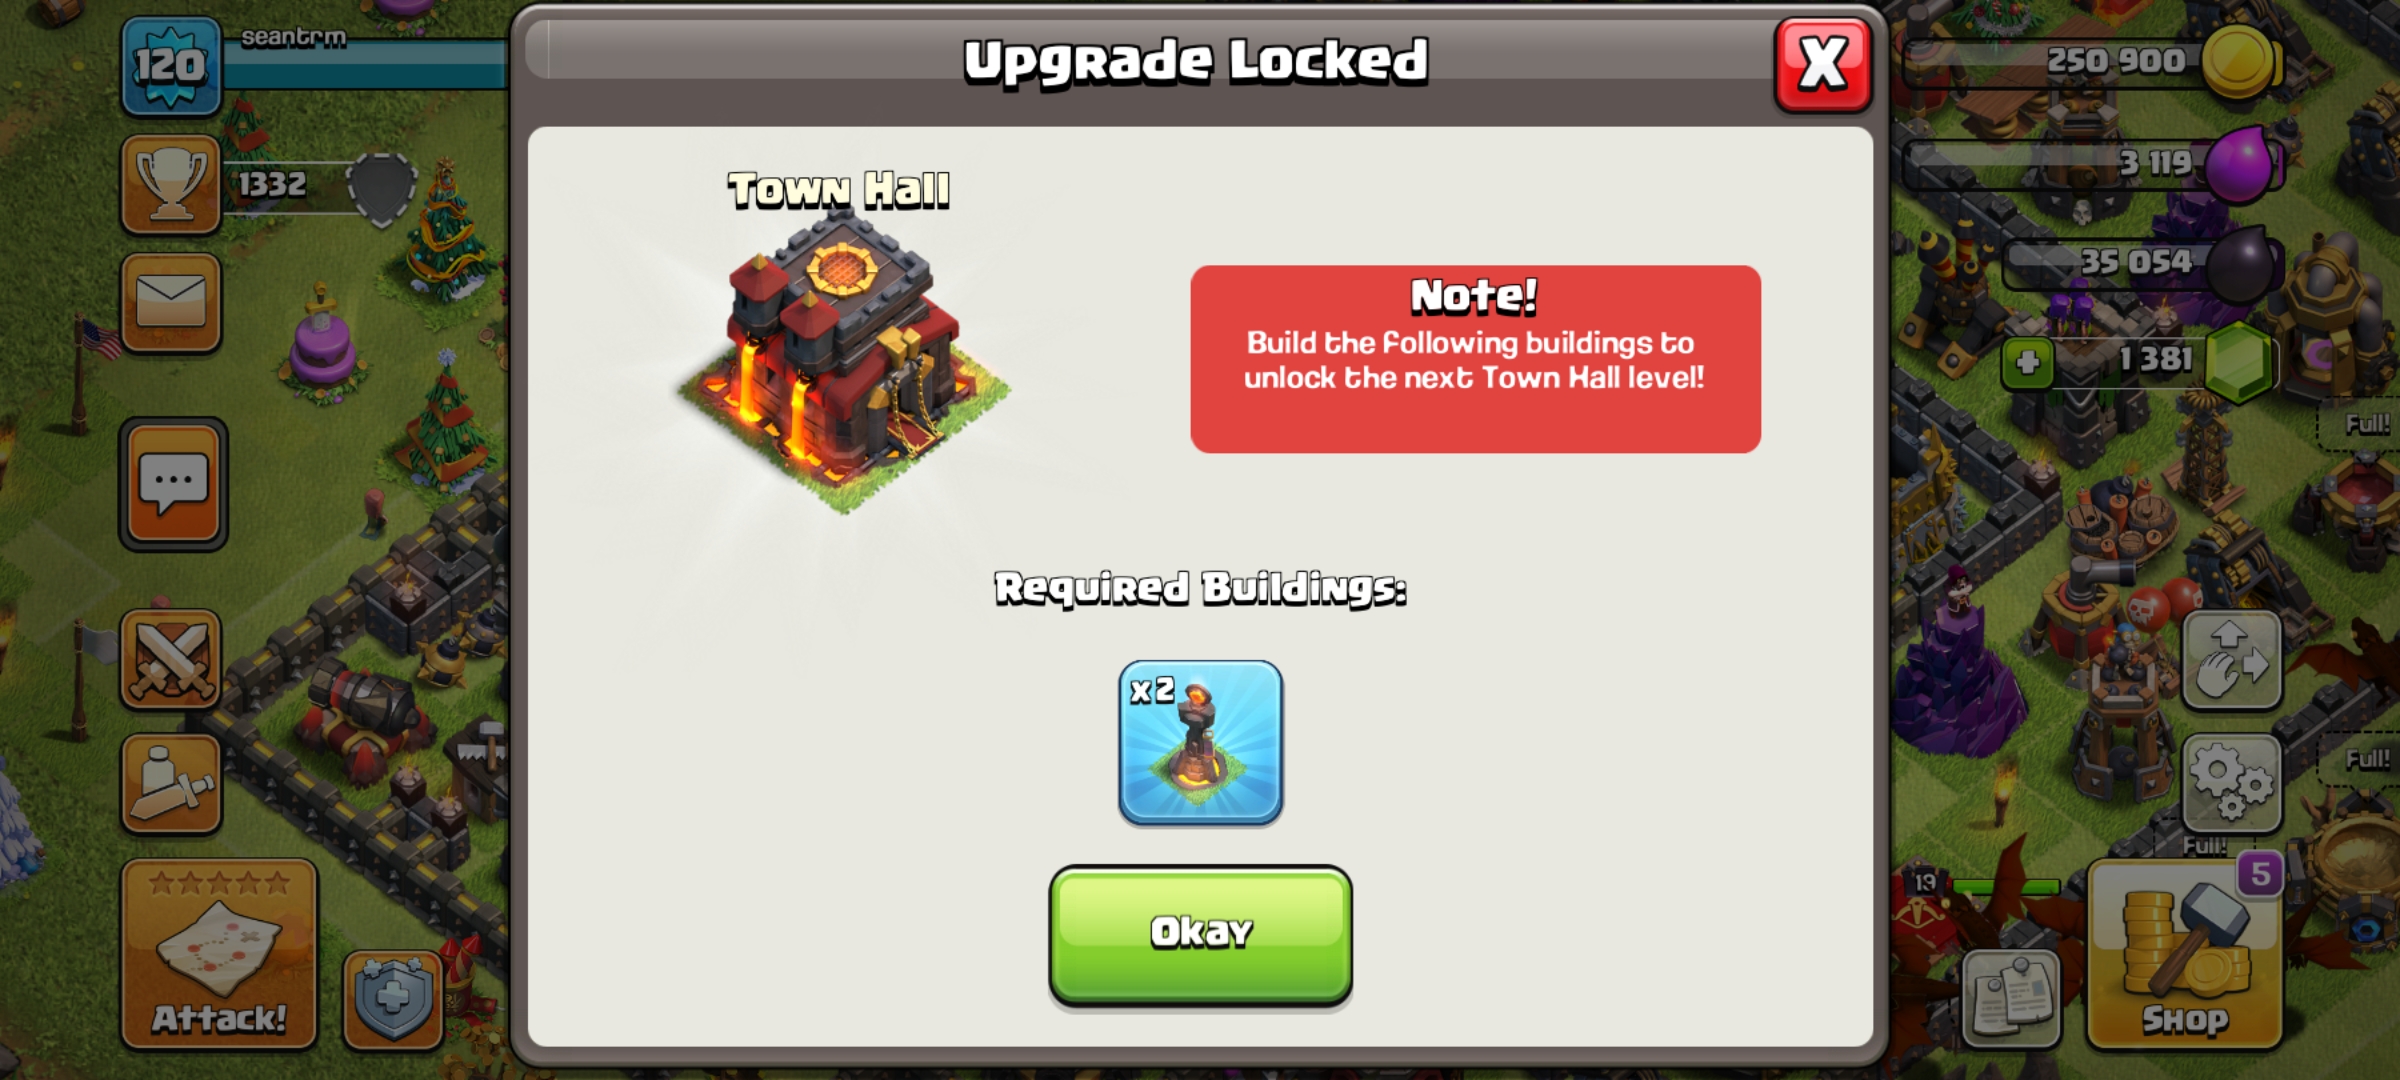 120
seantrm
Upgrade Locked
X
250 900
3 119
1332
Town Hall
35 054
Note!
Build the following buildings to
unlock the next Town Hall level!
1 381
Full!
Required Buildings:
x2
Full!
Full!
5
19
Okay
Attack!
Shop